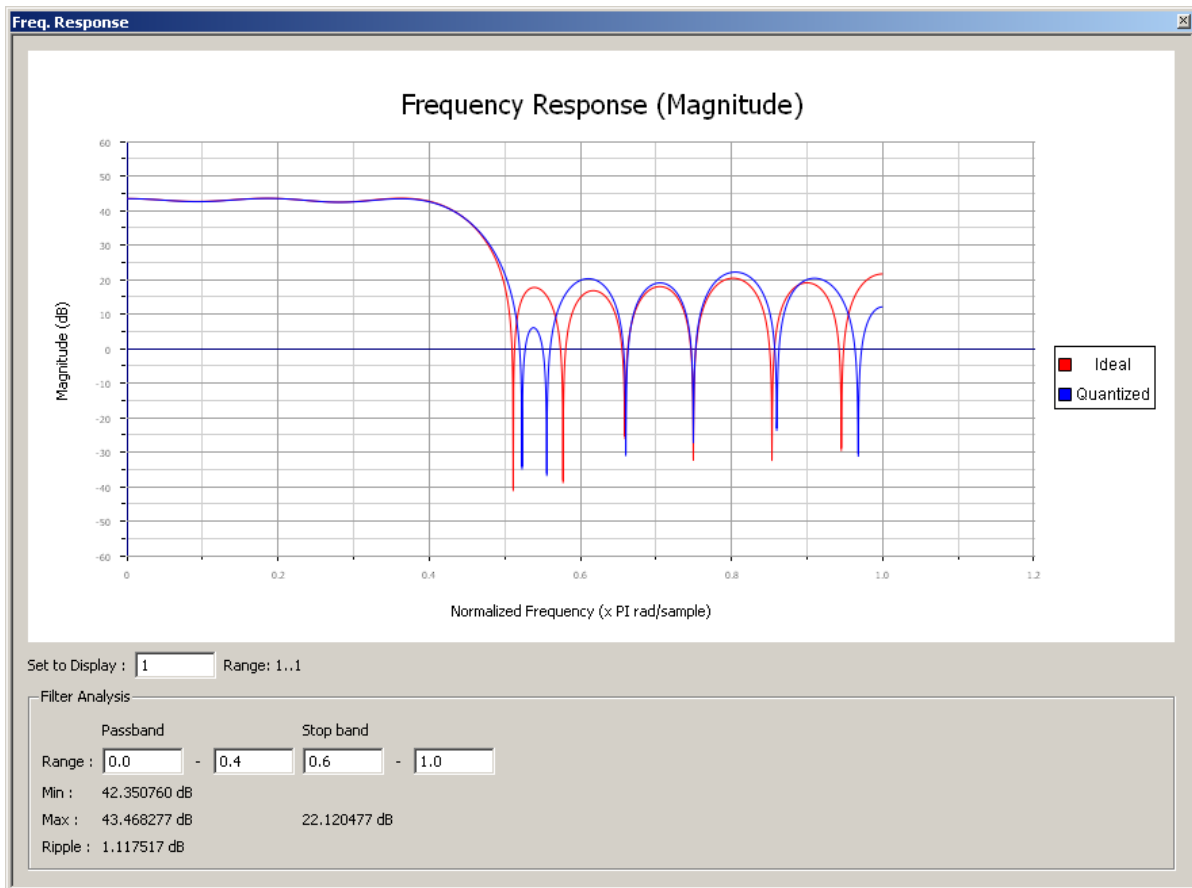 Freq. Response
Frequency Response (Magnitude)
60
50
40
30
20
10
0
-10
-20
-30
-40
-50
-60
Magnitude (dB)
0 0.2 0.4 0.6 0.8 1.0 1.2
Normalized Frequency (x PI rad/sample)
Ideal
Quantized
Set to Display : 1 Range: 1..1
Filter Analysis
Passband Stop band
Range : 0.0 - 0.4 0.6 - 1.0
Min : 42.350760 dB
Max : 43.468277 dB 22.120477 dB
Ripple : 1.117517 dB